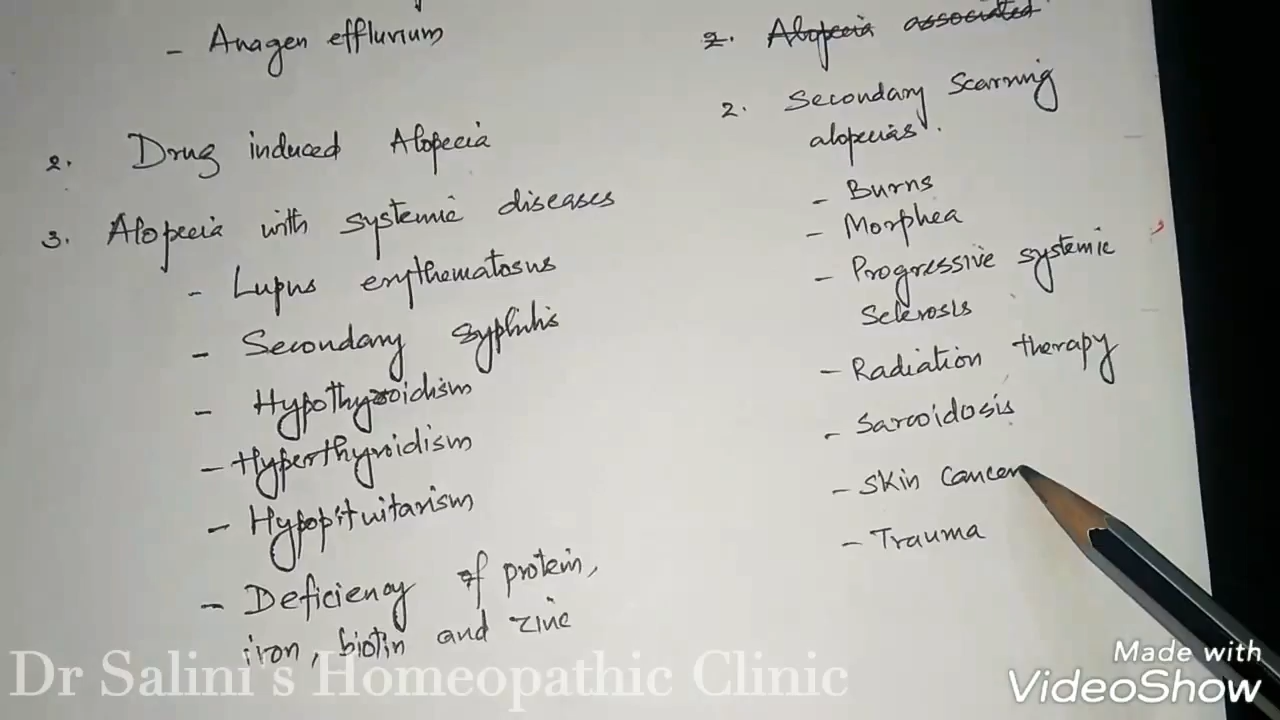 - Anagen effluvium
2. Drug induced Alopecia
3. Alopecia with systemic diseases
- Lupus erythematosus
- Secondary syphilis
- Hypothyroidism
- Hyperthyroidism
- Hypopituitarism
- Deficiency of protein,
iron, biotin and zinc
2. Alopecia associated
2. Secondary Scarring
alopecias.
- Burns
- Morphea
- Progressive systemic
Sclerosis
- Radiation therapy
- Sarcoidosis
- Skin cancer
- Trauma
Dr Salini's Homeopathic Clinic
Made with
VideoShow